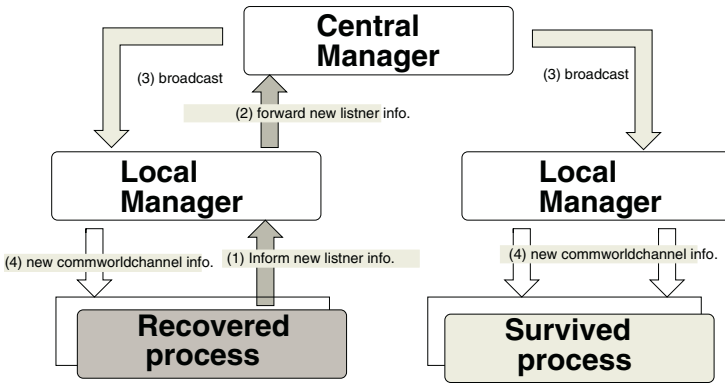 Central
Manager
(3) broadcast
(3) broadcast
(2) forward new listner info.
Local
Manager
Local
Manager
(4) new commworldchannel info.
(1) Inform new listner info.
(4) new commworldchannel info.
Recovered
process
Survived
process